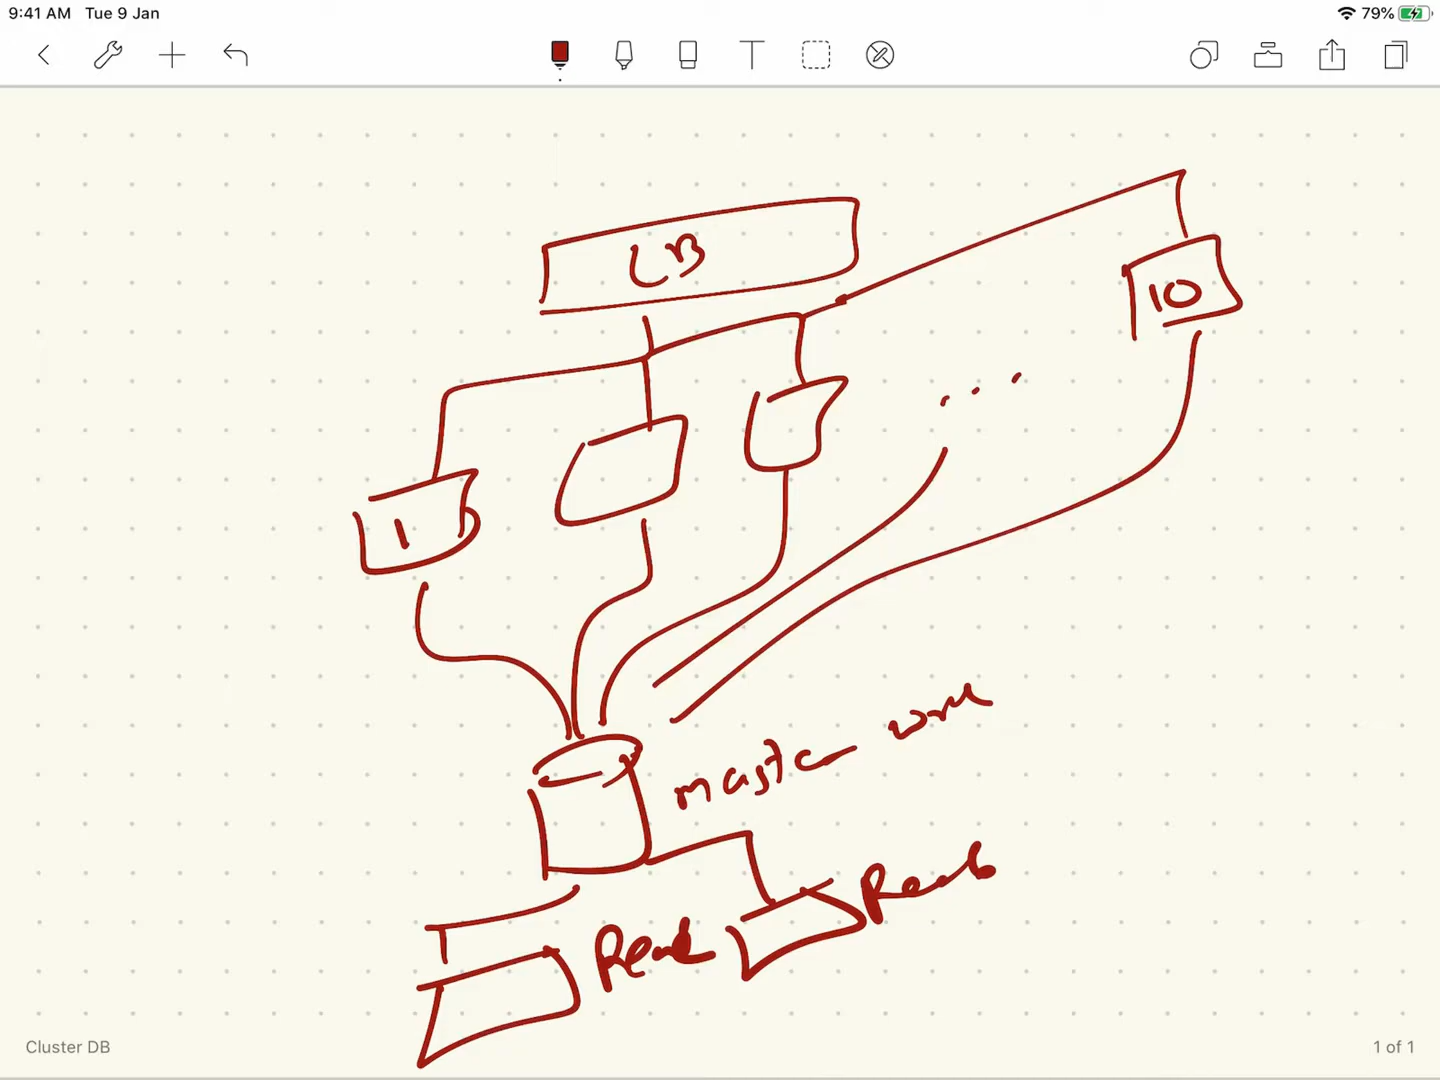 9:41 AM Tue 9 Jan
79%
LB
10
1
master
Read
Read
Cluster DB
1 of 1